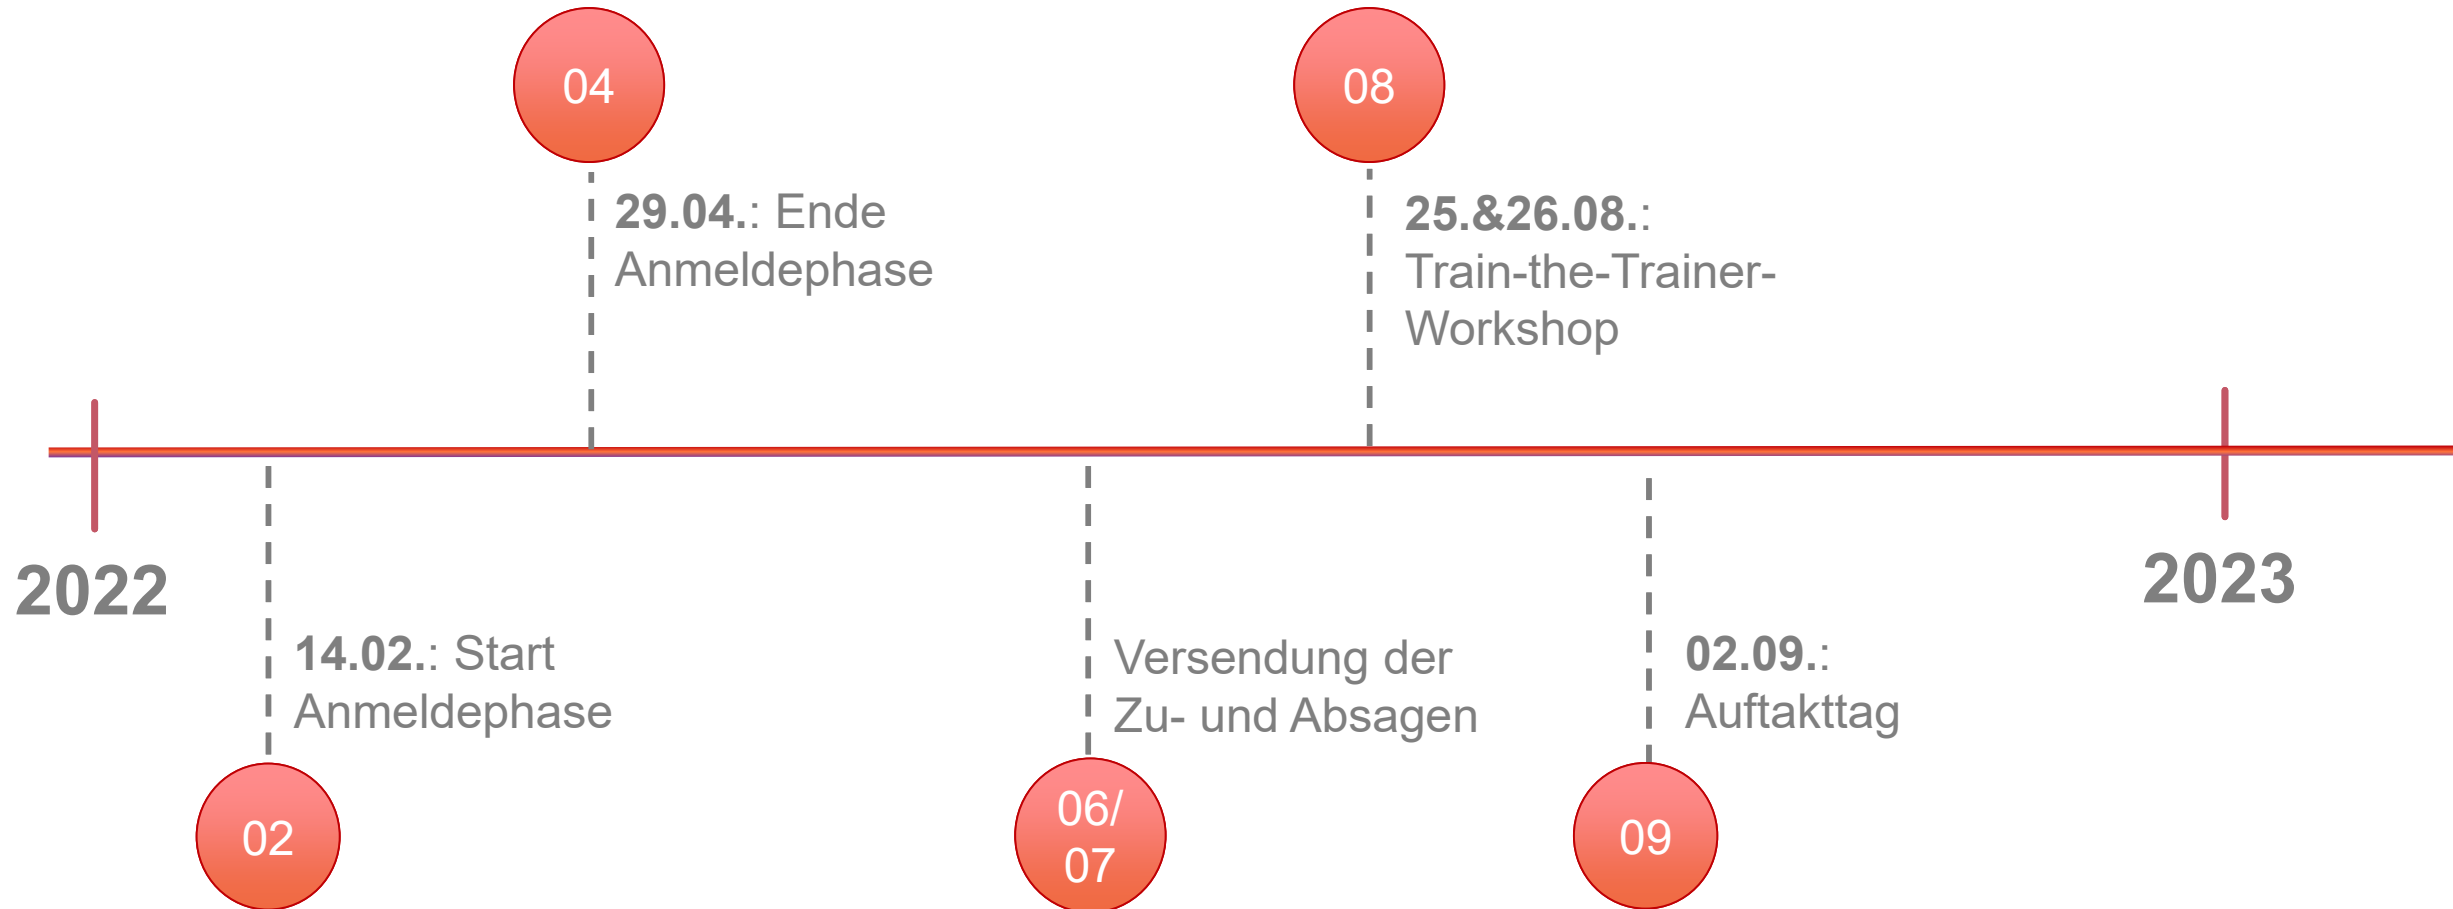 04
29.04.: Ende
Anmeldephase
08
25.&26.08.:
Train-the-Trainer-
Workshop
2022
2023
14.02.: Start
Anmeldephase
02
Versendung der
Zu- und Absagen
06/
07
02.09.:
Auftakttag
09